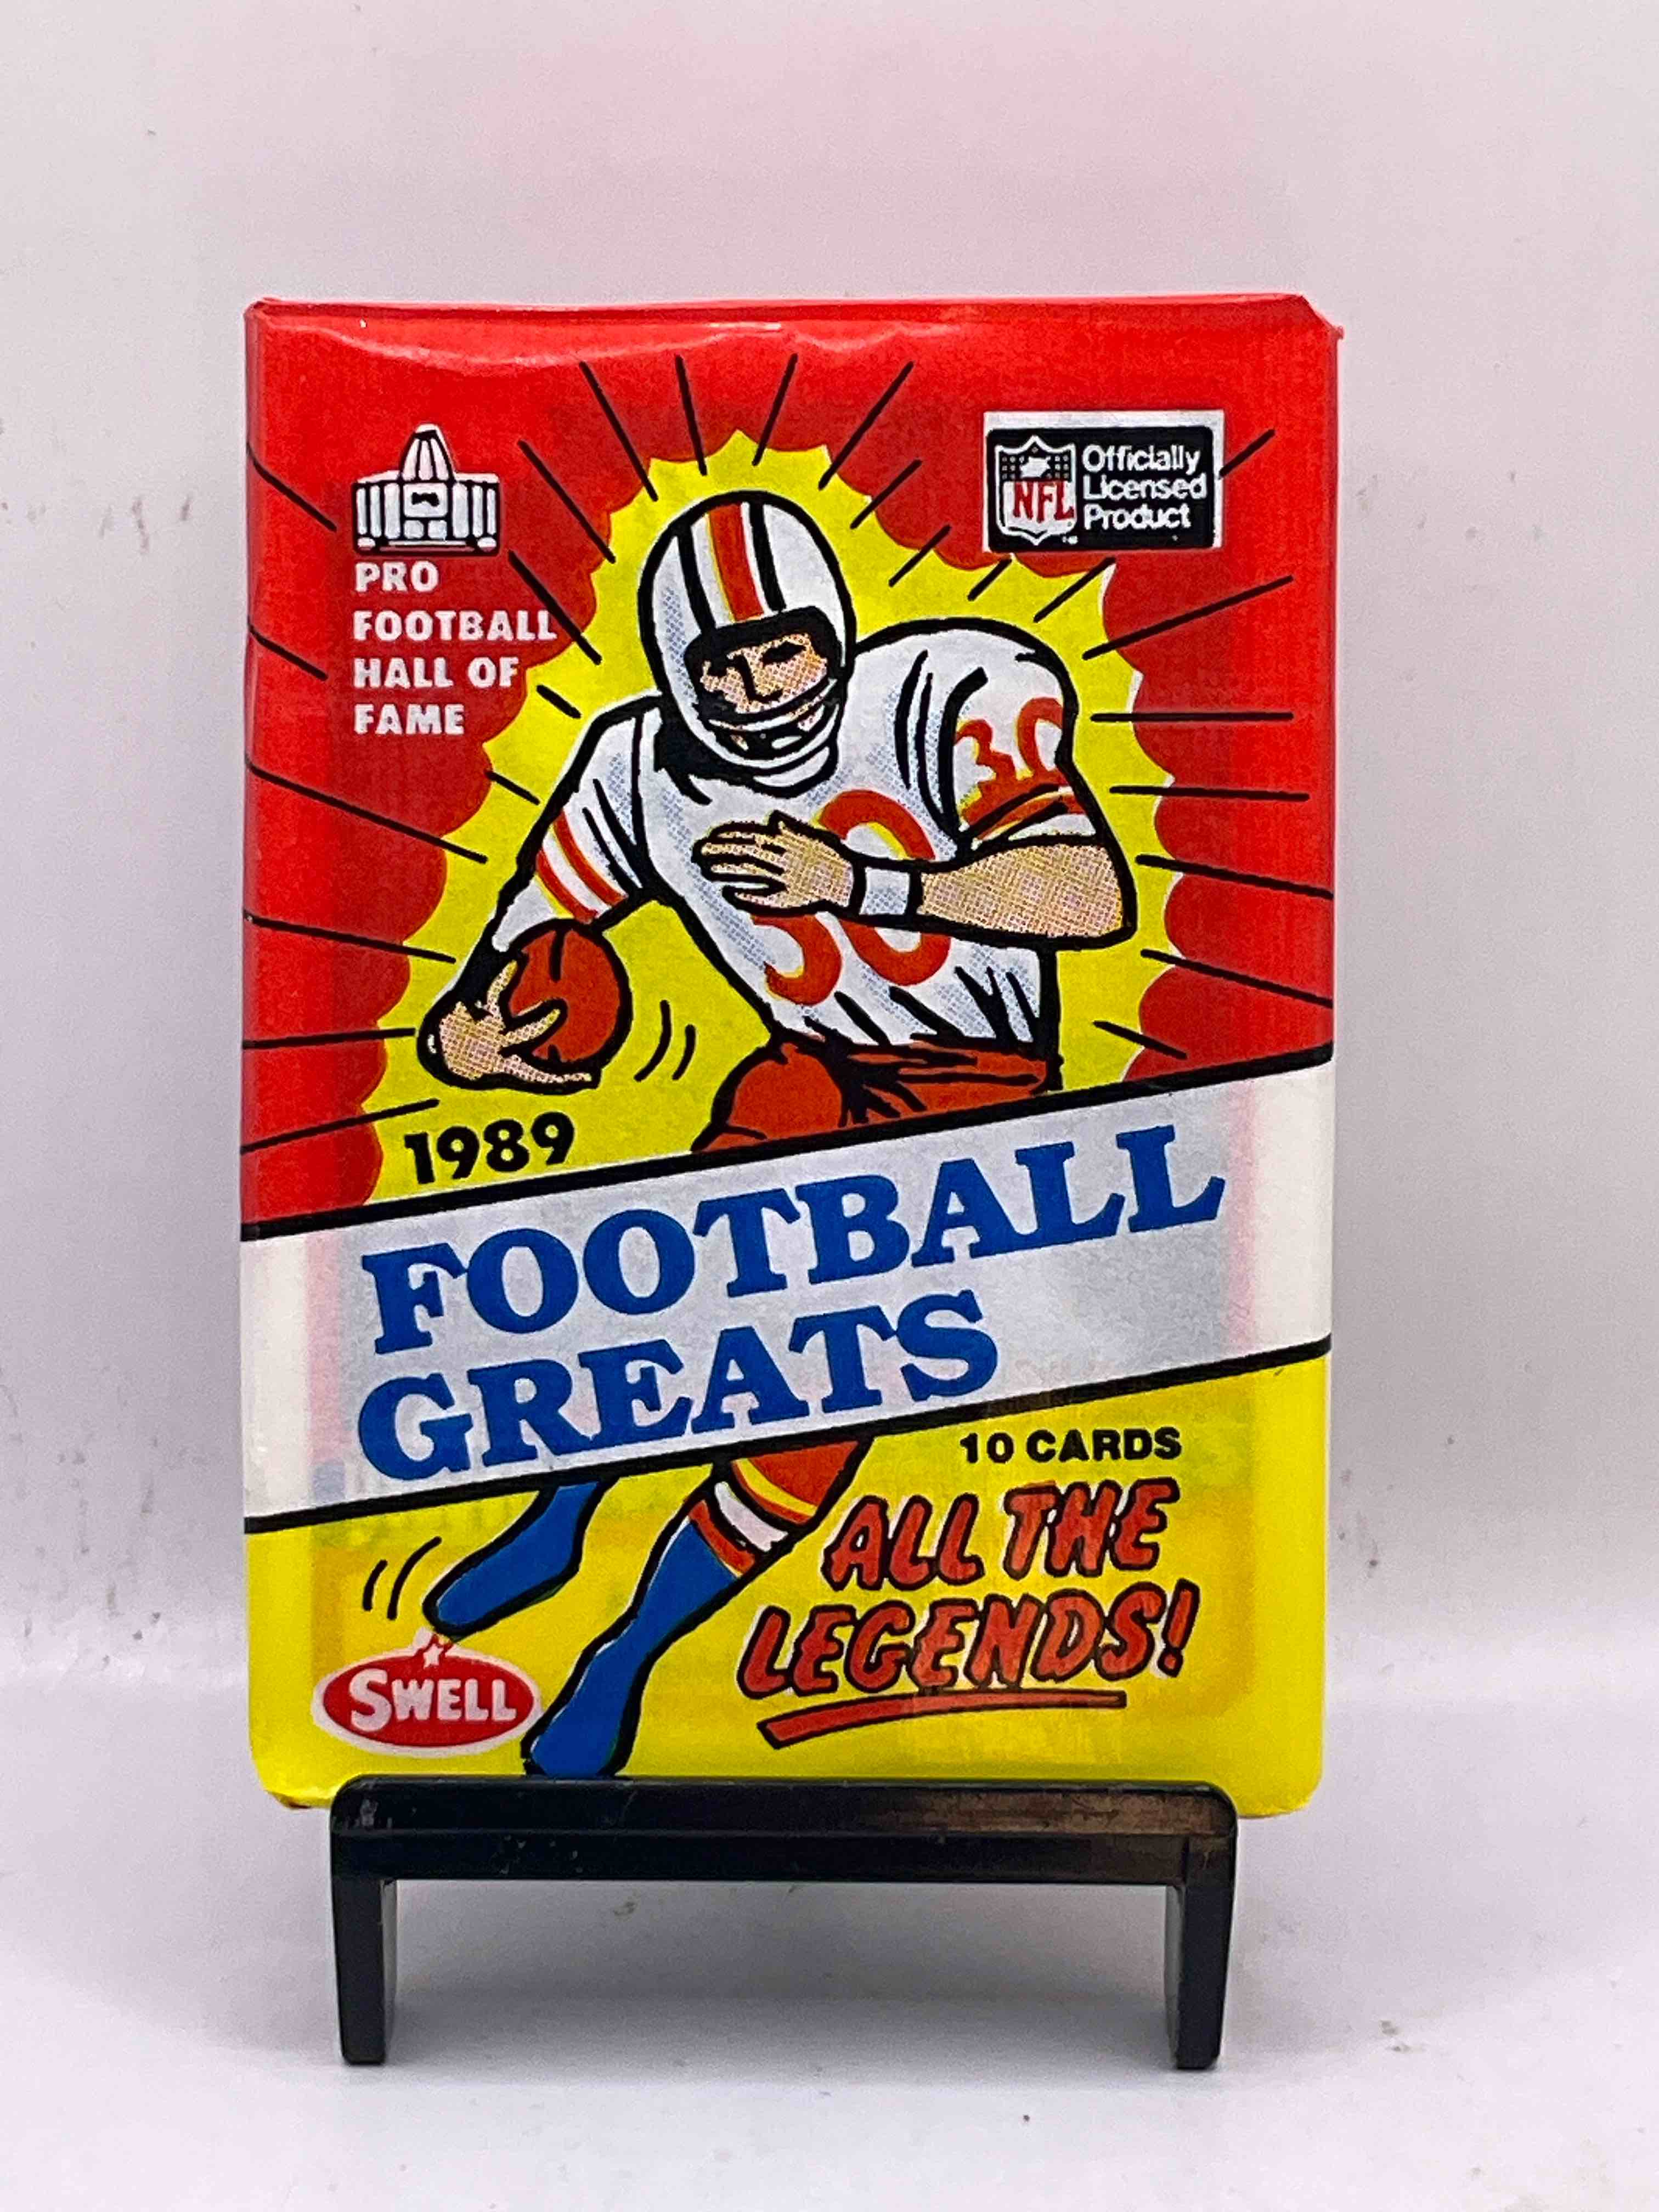 PRO
FOOTBALL
HALL OF
FAME
NFL
Officially
Licensed
Product
30
30
1989
FOOTBALL
GREATS
10 CARDS
ALL THE
LEGENDS!
SWELL